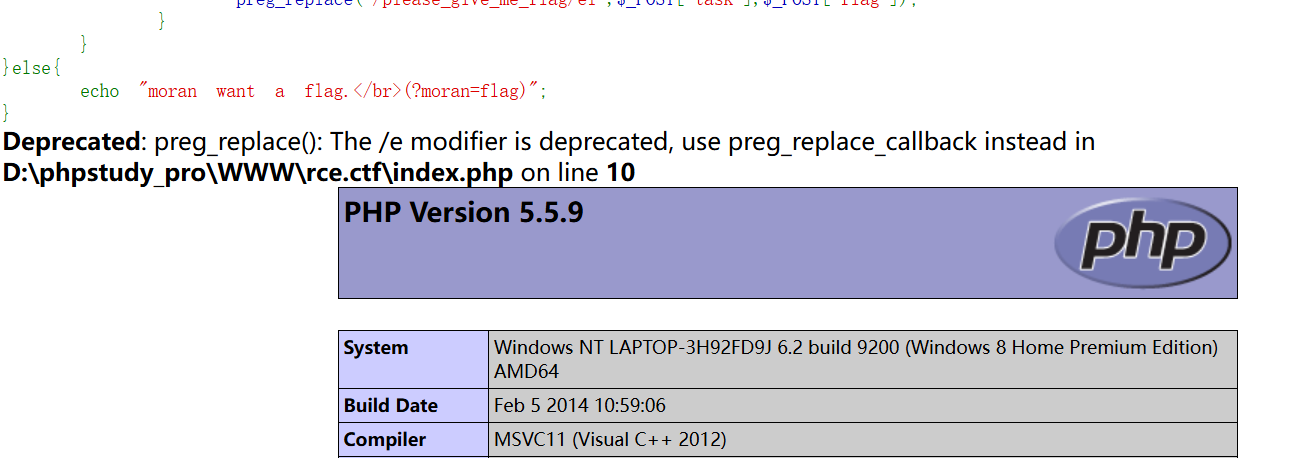 preg_replace("/please_give_me_flag/ei",$_POST['task'],$_POST['flag']);
}
}
}else{
echo "moran want a flag.</br>(?moran=flag)";
}
Deprecated: preg_replace(): The /e modifier is deprecated, use preg_replace_callback instead in
D:\phpstudy_pro\WWW\rce.ctf\index.php on line 10
PHP Version 5.5.9
php
System Windows NT LAPTOP-3H92FD9J 6.2 build 9200 (Windows 8 Home Premium Edition)
AMD64
Build Date Feb 5 2014 10:59:06
Compiler MSVC11 (Visual C++ 2012)